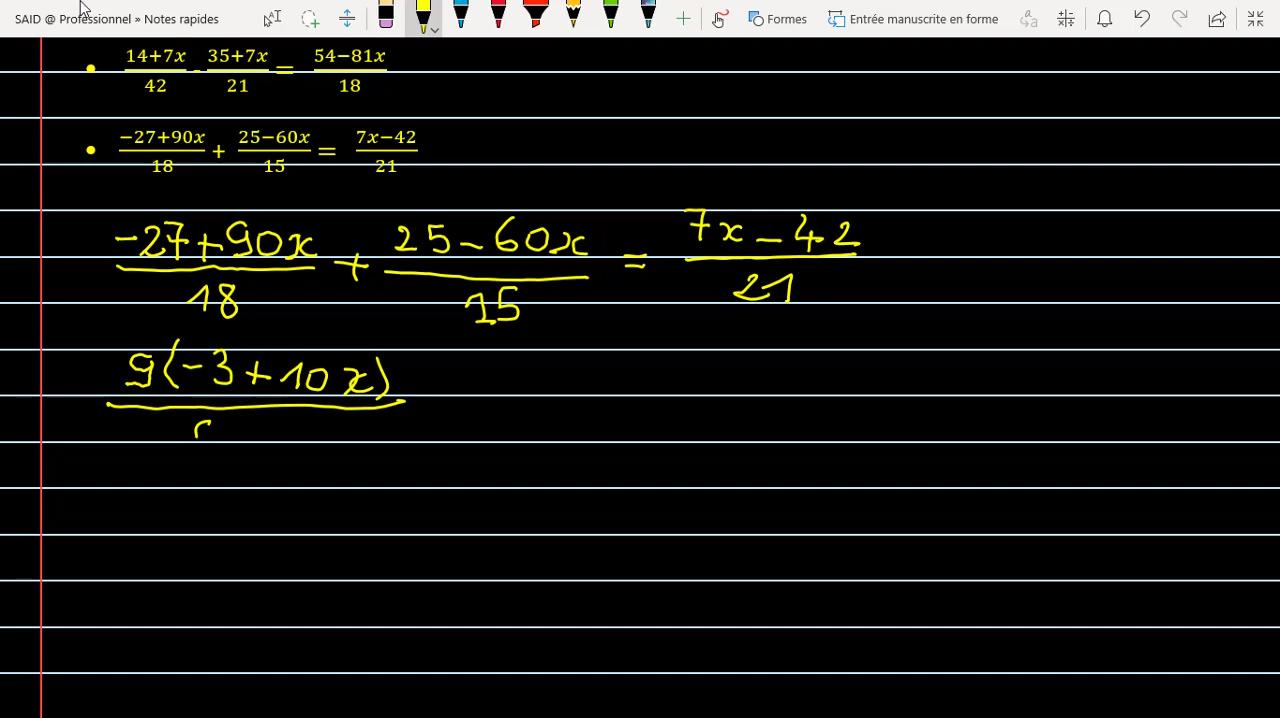 SAID @ Professionnel » Notes rapides Formes Entrée manuscrite en forme
• (14+7x)/42 - (35+7x)/21 = (54−81x)/18
• (−27+90x)/18 + (25−60x)/15 = (7x−42)/21
(-27+90x)/18 + (25-60x)/15 = (7x-42)/21
9(-3+10x)